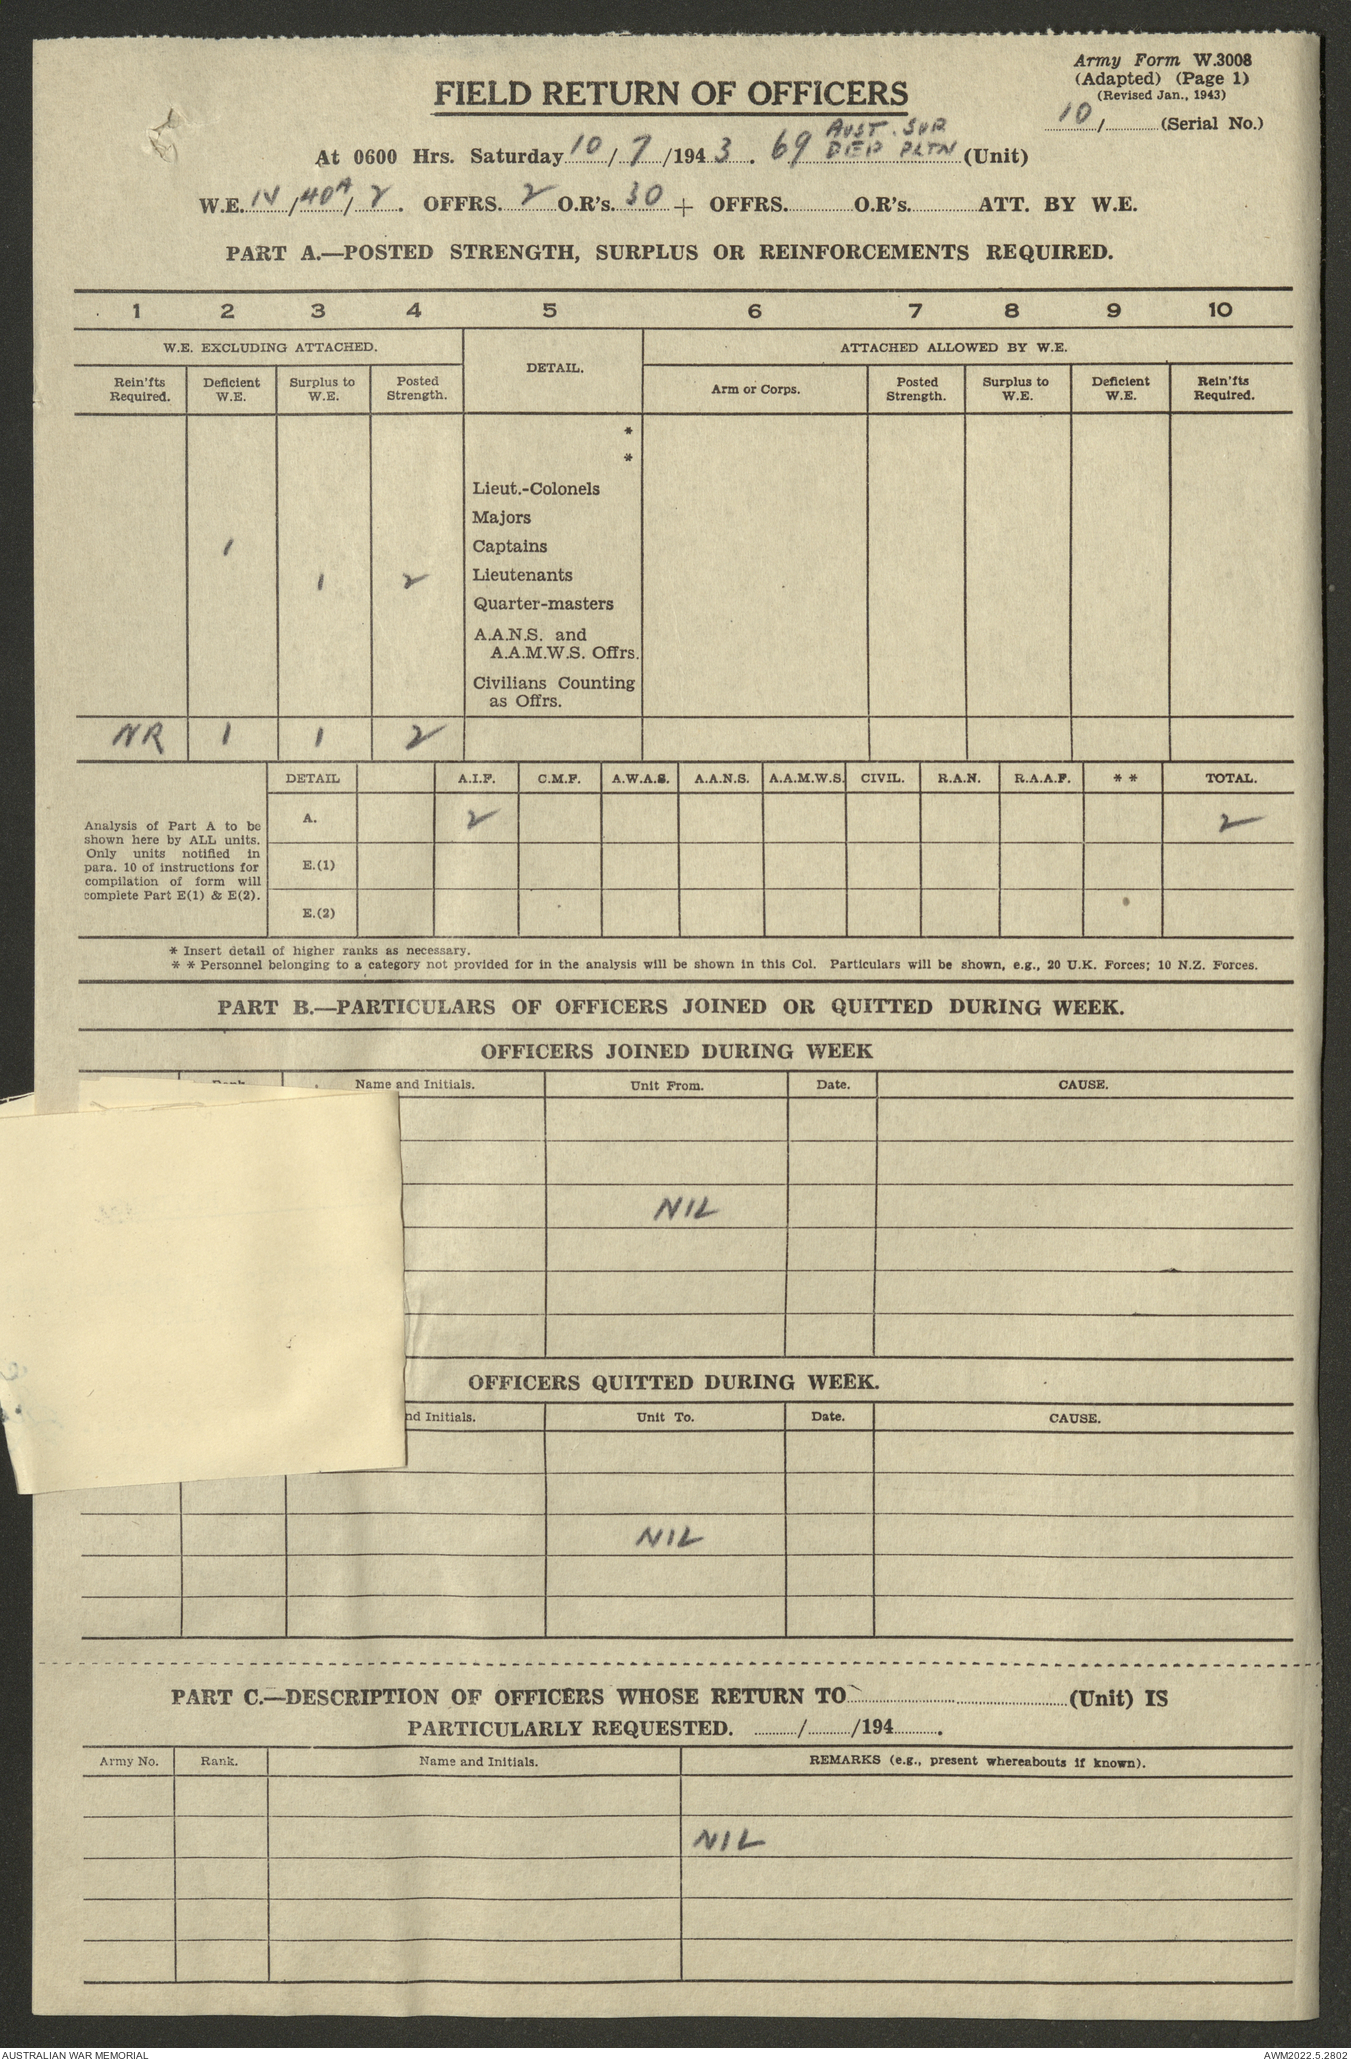 Army Form W.3008
(Adapted) (Page 1)
(Revised Jan., 1943)
10/ (Serial No.)
FIELD RETURN OF OFFICERS
At 0600 Hrs. Saturday 10/7/1943. 69 AUST. SUP DEP PLTN (Unit)
W.E. IV/40A/2. OFFRS. 2 O.R's. 30 + OFFRS. O.R's. ATT. BY W.E.
PART A.—POSTED STRENGTH, SURPLUS OR REINFORCEMENTS REQUIRED.
1 2 3 4 5 6 7 8 9 10
W.E. EXCLUDING ATTACHED. DETAIL. ATTACHED ALLOWED BY W.E.
Rein'fts Required. Deficient W.E. Surplus to W.E. Posted Strength. Arm or Corps. Posted Strength. Surplus to W.E. Deficient W.E. Rein'fts Required.
*
*
Lieut.-Colonels
Majors
1 Captains
1 2 Lieutenants
Quarter-masters
A.A.N.S. and
A.A.M.W.S. Offrs.
Civilians Counting
as Offrs.
NR 1 1 2
DETAIL A.I.F. C.M.F. A.W.A.S. A.A.N.S. A.A.M.W.S. CIVIL. R.A.N. R.A.A.F. * * TOTAL.
Analysis of Part A to be
shown here by ALL units.
Only units notified in
para. 10 of instructions for
compilation of form will
complete Part E(1) & E(2).
A. 2 2
E.(1)
E.(2)
* Insert detail of higher ranks as necessary.
* * Personnel belonging to a category not provided for in the analysis will be shown in this Col. Particulars will be shown, e.g., 20 U.K. Forces; 10 N.Z. Forces.
PART B.—PARTICULARS OF OFFICERS JOINED OR QUITTED DURING WEEK.
OFFICERS JOINED DURING WEEK
Rank Name and Initials. Unit From. Date. CAUSE.
NIL
OFFICERS QUITTED DURING WEEK.
nd Initials. Unit To. Date. CAUSE.
NIL
PART C.—DESCRIPTION OF OFFICERS WHOSE RETURN TO (Unit) IS
PARTICULARLY REQUESTED. / /194 .
Army No. Rank. Name and Initials. REMARKS (e.g., present whereabouts if known).
NIL
AUSTRALIAN WAR MEMORIAL AWM2022.5.2802